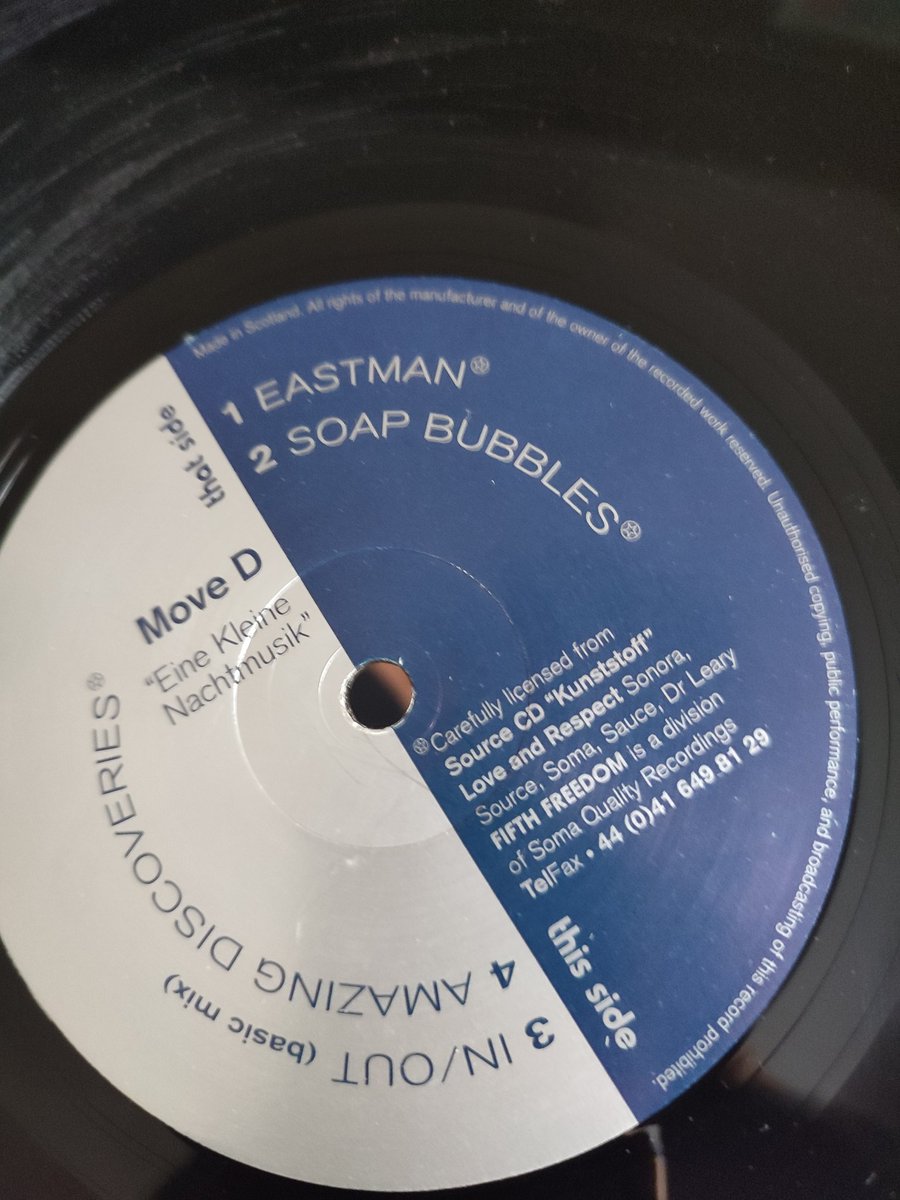 Made in Scotland. All rights of the manufacturer and of the owner of the recorded work reserved. Unauthorised copying, public performance, and broadcasting of this record prohibited.
1 EASTMAN®
2 SOAP BUBBLES®
that side
Move D
"Eine Kleine
Nachtmusik"
®Carefully licensed from
Source CD "Kunststoff"
Love and Respect Sonora,
Source, Soma, Sauce, Dr Leary
FIFTH FREEDOM is a division
of Soma Quality Recordings
TelFax • 44 (0)41 649 81 29
this side
3 IN/OUT (basic mix)
4 AMAZING DISCOVERIES®